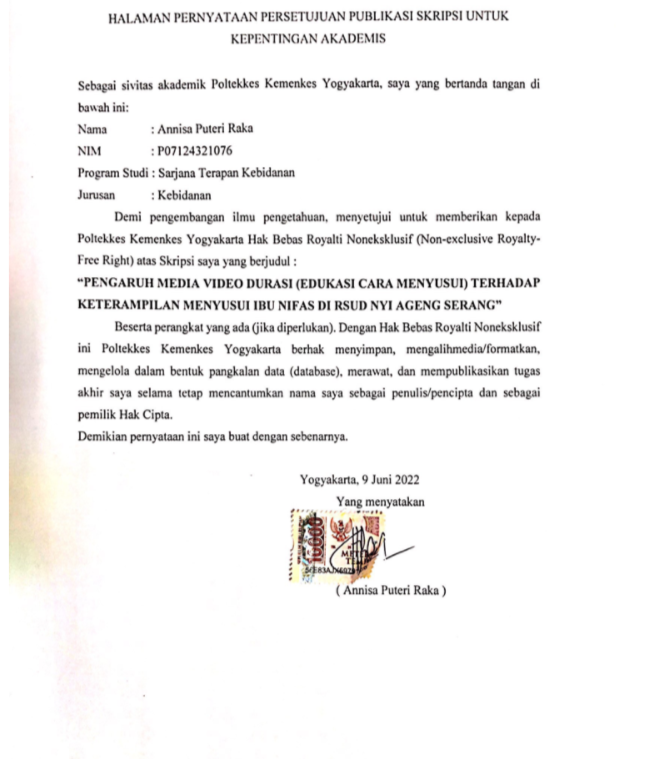 HALAMAN PERNYATAAN PERSETUJUAN PUBLIKASI SKRIPSI UNTUK
KEPENTINGAN AKADEMIS
Sebagai sivitas akademik Poltekkes Kemenkes Yogyakarta, saya yang bertanda tangan di
bawah ini:
Nama : Annisa Puteri Raka
NIM : P07124321076
Program Studi : Sarjana Terapan Kebidanan
Jurusan : Kebidanan
Demi pengembangan ilmu pengetahuan, menyetujui untuk memberikan kepada
Poltekkes Kemenkes Yogyakarta Hak Bebas Royalti Noneksklusif (Non-exclusive Royalty-
Free Right) atas Skripsi saya yang berjudul :
“PENGARUH MEDIA VIDEO DURASI (EDUKASI CARA MENYUSUI) TERHADAP
KETERAMPILAN MENYUSUI IBU NIFAS DI RSUD NYI AGENG SERANG”
Beserta perangkat yang ada (jika diperlukan). Dengan Hak Bebas Royalti Noneksklusif
ini Poltekkes Kemenkes Yogyakarta berhak menyimpan, mengalihmedia/formatkan,
mengelola dalam bentuk pangkalan data (database), merawat, dan mempublikasikan tugas
akhir saya selama tetap mencantumkan nama saya sebagai penulis/pencipta dan sebagai
pemilik Hak Cipta.
Demikian pernyataan ini saya buat dengan sebenarnya.
Yogyakarta, 9 Juni 2022
Yang menyatakan
10000
( Annisa Puteri Raka )